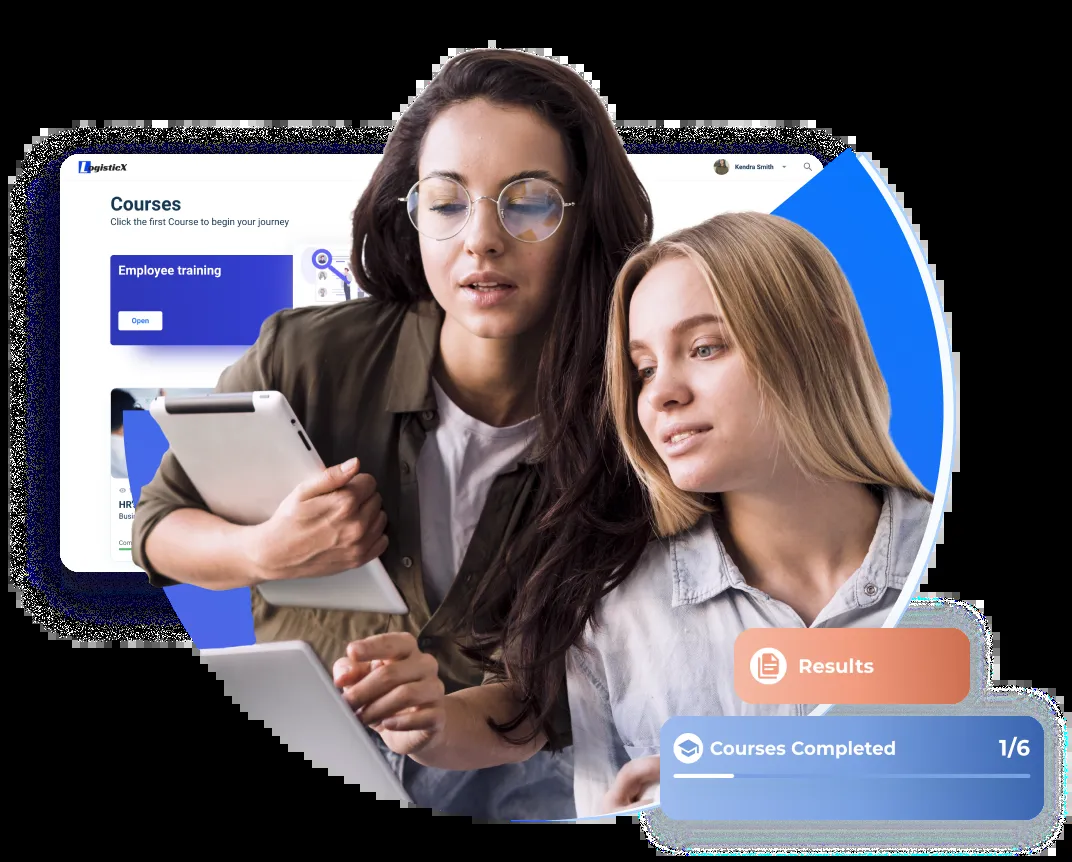 LogisticX
Kendra Smith
Courses
Click the first Course to begin your journey
Employee training
Open
Results
Courses Completed
1/6